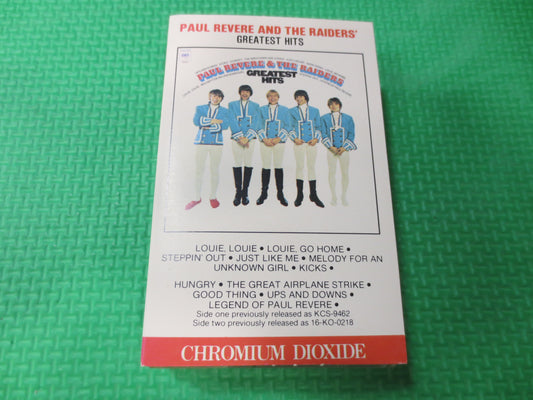 PAUL REVERE AND THE RAIDERS'
GREATEST HITS
PAUL REVERE & THE RAIDERS
GREATEST
HITS
LOUIE, LOUIE • LOUIE, GO HOME •
STEPPIN' OUT • JUST LIKE ME • MELODY FOR AN
UNKNOWN GIRL • KICKS •
HUNGRY • THE GREAT AIRPLANE STRIKE •
GOOD THING • UPS AND DOWNS •
LEGEND OF PAUL REVERE •
Side one previously released as KCS-9462
Side two previously released as 16-KO-0218
CHROMIUM DIOXIDE